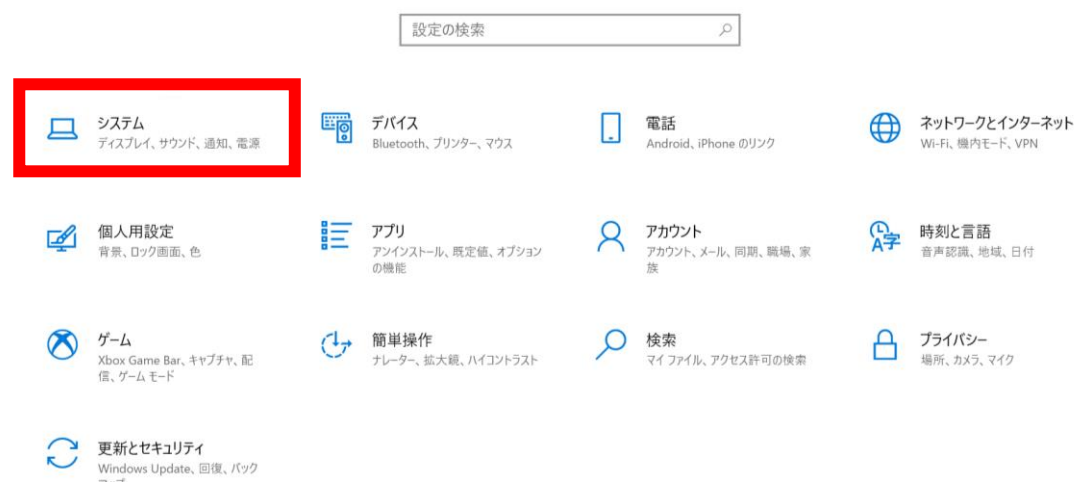 設定の検索
システム
ディスプレイ、サウンド、通知、電源
デバイス
Bluetooth、プリンター、マウス
電話
Android、iPhone のリンク
ネットワークとインターネット
Wi-Fi、機内モード、VPN
個人用設定
背景、ロック画面、色
アプリ
アンインストール、既定値、オプション
の機能
アカウント
アカウント、メール、同期、職場、家
族
時刻と言語
音声認識、地域、日付
ゲーム
Xbox Game Bar、キャプチャ、配
信、ゲーム モード
簡単操作
ナレーター、拡大鏡、ハイコントラスト
検索
マイ ファイル、アクセス許可の検索
プライバシー
場所、カメラ、マイク
更新とセキュリティ
Windows Update、回復、バック